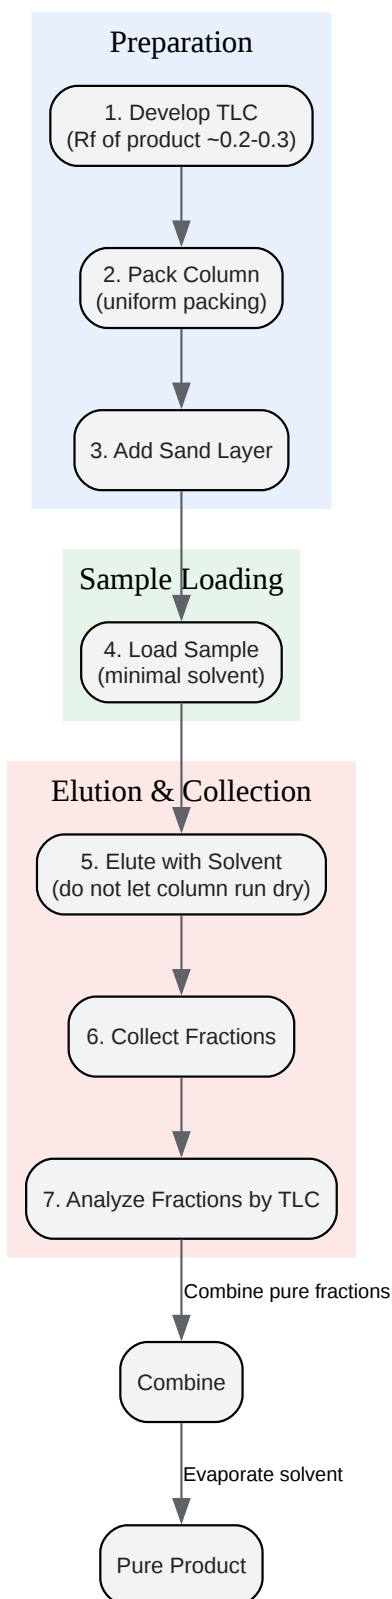 Preparation
1. Develop TLC
(Rf of product ~0.2-0.3)
2. Pack Column
(uniform packing)
3. Add Sand Layer
Sample Loading
4. Load Sample
(minimal solvent)
Elution & Collection
5. Elute with Solvent
(do not let column run dry)
6. Collect Fractions
7. Analyze Fractions by TLC
Combine pure fractions
Combine
Evaporate solvent
Pure Product